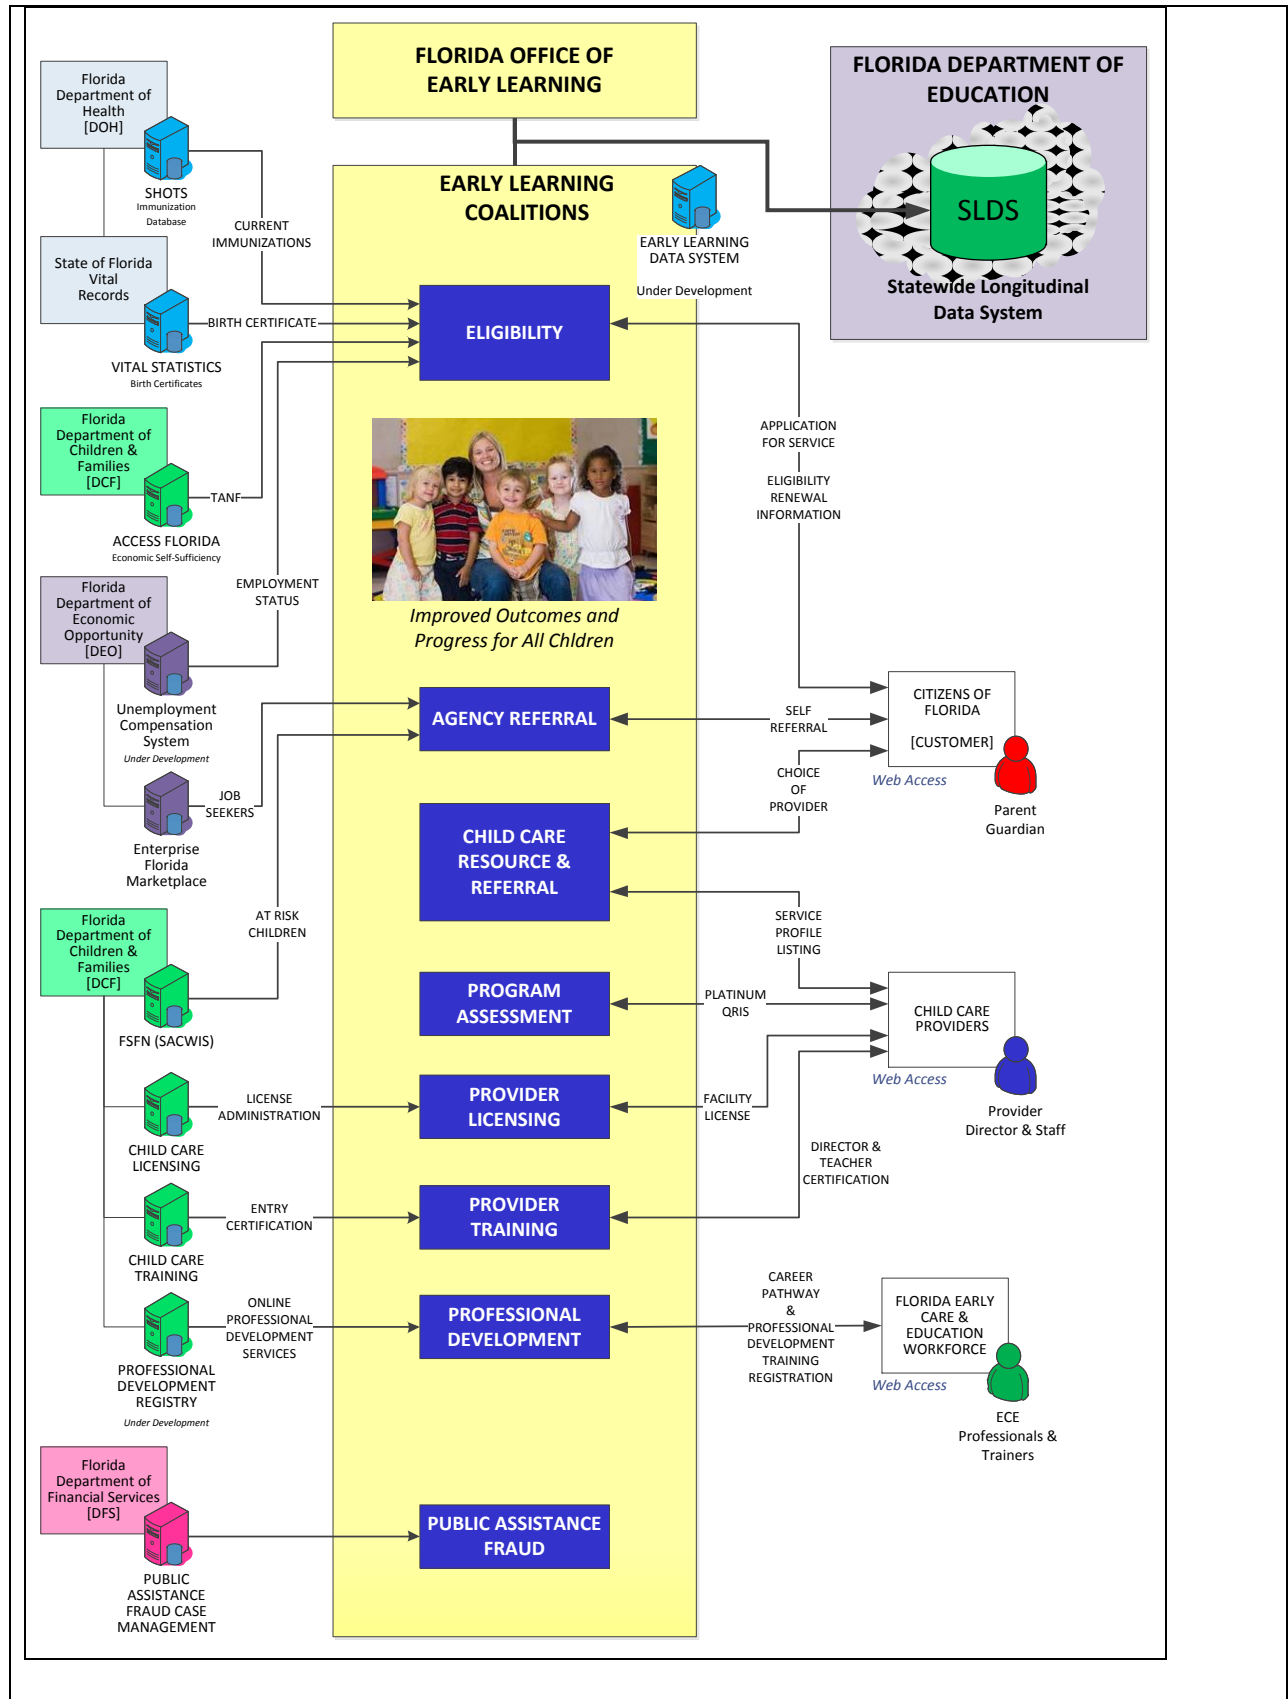 FLORIDA OFFICE OF
EARLY LEARNING
FLORIDA DEPARTMENT OF
EDUCATION
SLDS
Statewide Longitudinal
Data System
EARLY LEARNING
COALITIONS
EARLY LEARNING
DATA SYSTEM
Under Development
Florida
Department of
Health
[DOH]
SHOTS
Immunization
Database
CURRENT
IMMUNIZATIONS
State of Florida
Vital
Records
VITAL STATISTICS
Birth Certificates
BIRTH CERTIFICATE
ELIGIBILITY
APPLICATION
FOR SERVICE
ELIGIBILITY
RENEWAL
INFORMATION
Florida
Department of
Children &
Families
[DCF]
ACCESS FLORIDA
Economic Self-Sufficiency
TANF
Improved Outcomes and
Progress for All Chldren
Florida
Department of
Economic
Opportunity
[DEO]
EMPLOYMENT
STATUS
Unemployment
Compensation
System
Under Development
AGENCY REFERRAL
SELF
REFERRAL
CITIZENS OF
FLORIDA
[CUSTOMER]
Web Access
Parent
Guardian
JOB
SEEKERS
Enterprise
Florida
Marketplace
CHOICE
OF
PROVIDER
CHILD CARE
RESOURCE &
REFERRAL
SERVICE
PROFILE
LISTING
Florida
Department of
Children &
Families
[DCF]
AT RISK
CHILDREN
FSFN (SACWIS)
PROGRAM
ASSESSMENT
PLATINUM
QRIS
CHILD CARE
PROVIDERS
Web Access
Provider
Director & Staff
LICENSE
ADMINISTRATION
CHILD CARE
LICENSING
PROVIDER
LICENSING
FACILITY
LICENSE
DIRECTOR &
TEACHER
CERTIFICATION
ENTRY
CERTIFICATION
CHILD CARE
TRAINING
PROVIDER
TRAINING
ONLINE
PROFESSIONAL
DEVELOPMENT
SERVICES
PROFESSIONAL
DEVELOPMENT
REGISTRY
Under Development
PROFESSIONAL
DEVELOPMENT
CAREER
PATHWAY
&
PROFESSIONAL
DEVELOPMENT
TRAINING
REGISTRATION
FLORIDA EARLY
CARE &
EDUCATION
WORKFORCE
Web Access
ECE
Professionals &
Trainers
Florida
Department of
Financial Services
[DFS]
PUBLIC
ASSISTANCE
FRAUD CASE
MANAGEMENT
PUBLIC ASSISTANCE
FRAUD